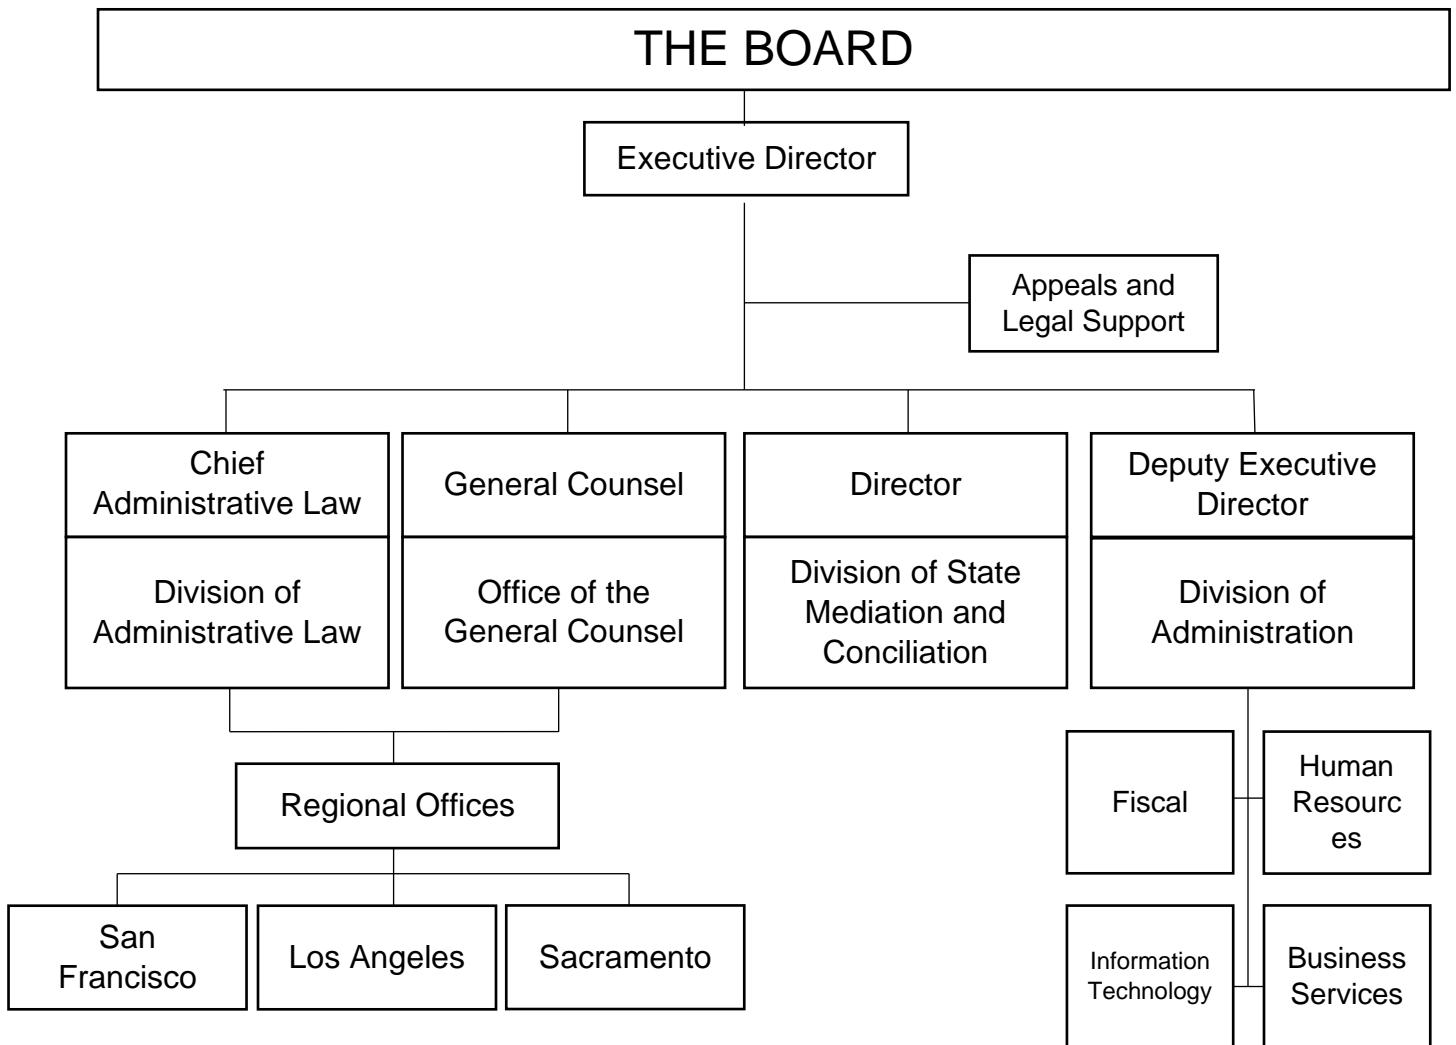 THE BOARD
Executive Director
Appeals and
Legal Support
Chief
Administrative Law
General Counsel
Director
Deputy Executive
Director
Division of
Administrative Law
Office of the
General Counsel
Division of State
Mediation and
Conciliation
Division of
Administration
Regional Offices
Fiscal
Human
Resourc
es
San
Francisco
Los Angeles
Sacramento
Information
Technology
Business
Services